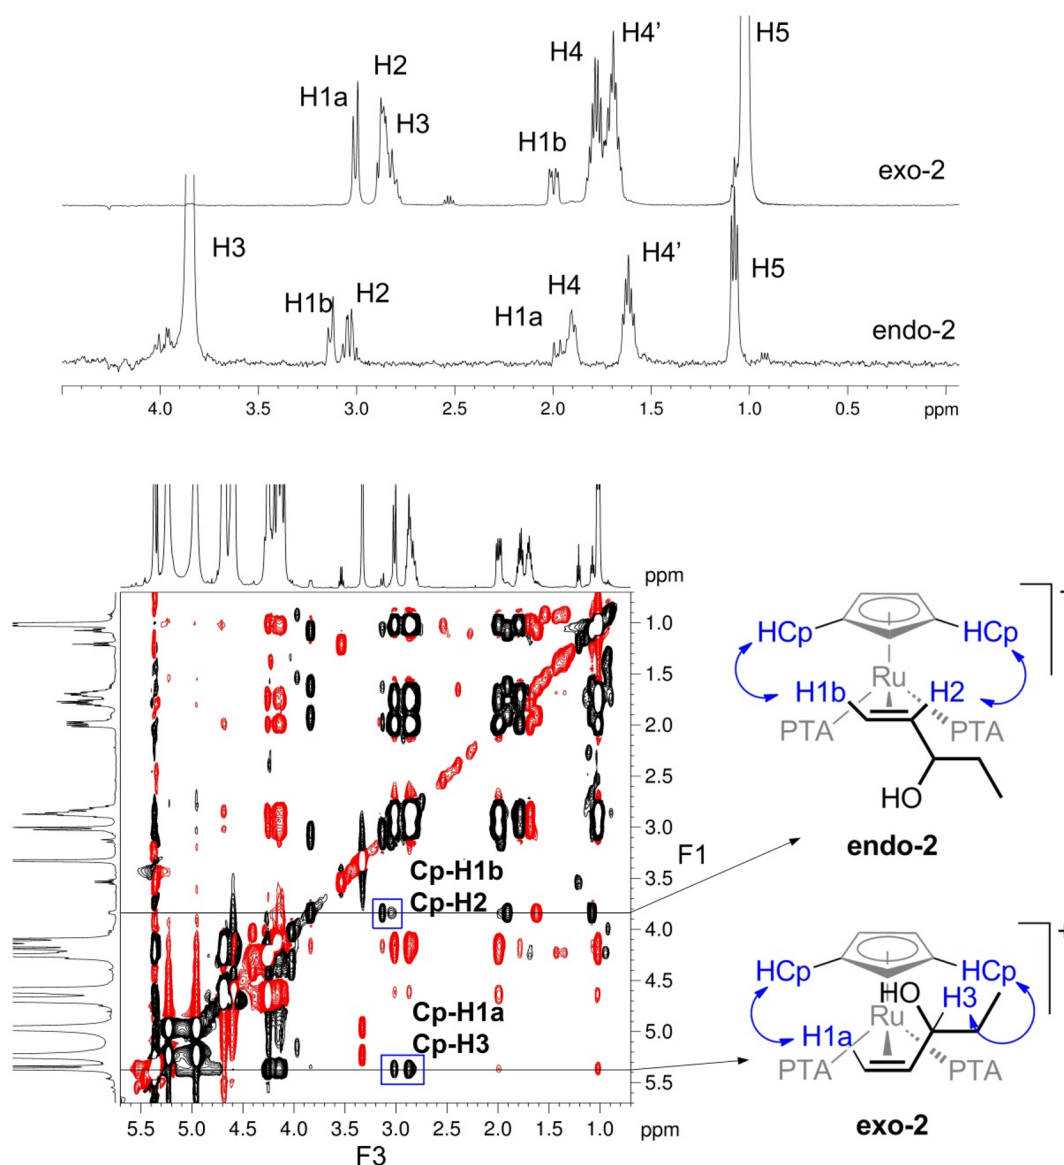 H4'
H5
H4
H2
H1a
H3
H1b
exo-2
H3
H4'
H4
H5
H1b
H2
H1a
endo-2
4.0 3.5 3.0 2.5 2.0 1.5 1.0 0.5 ppm
ppm
1.0
1.5
2.0
2.5
3.0
3.5
4.0
4.5
5.0
5.5
F1
Cp-H1b
Cp-H2
Cp-H1a
Cp-H3
5.5 5.0 4.5 4.0 3.5 3.0 2.5 2.0 1.5 1.0 ppm
F3
+
HCp HCp
Ru
H1b H2
PTA PTA
HO
endo-2
+
HCp HCp
HO H3
Ru
H1a
PTA PTA
exo-2